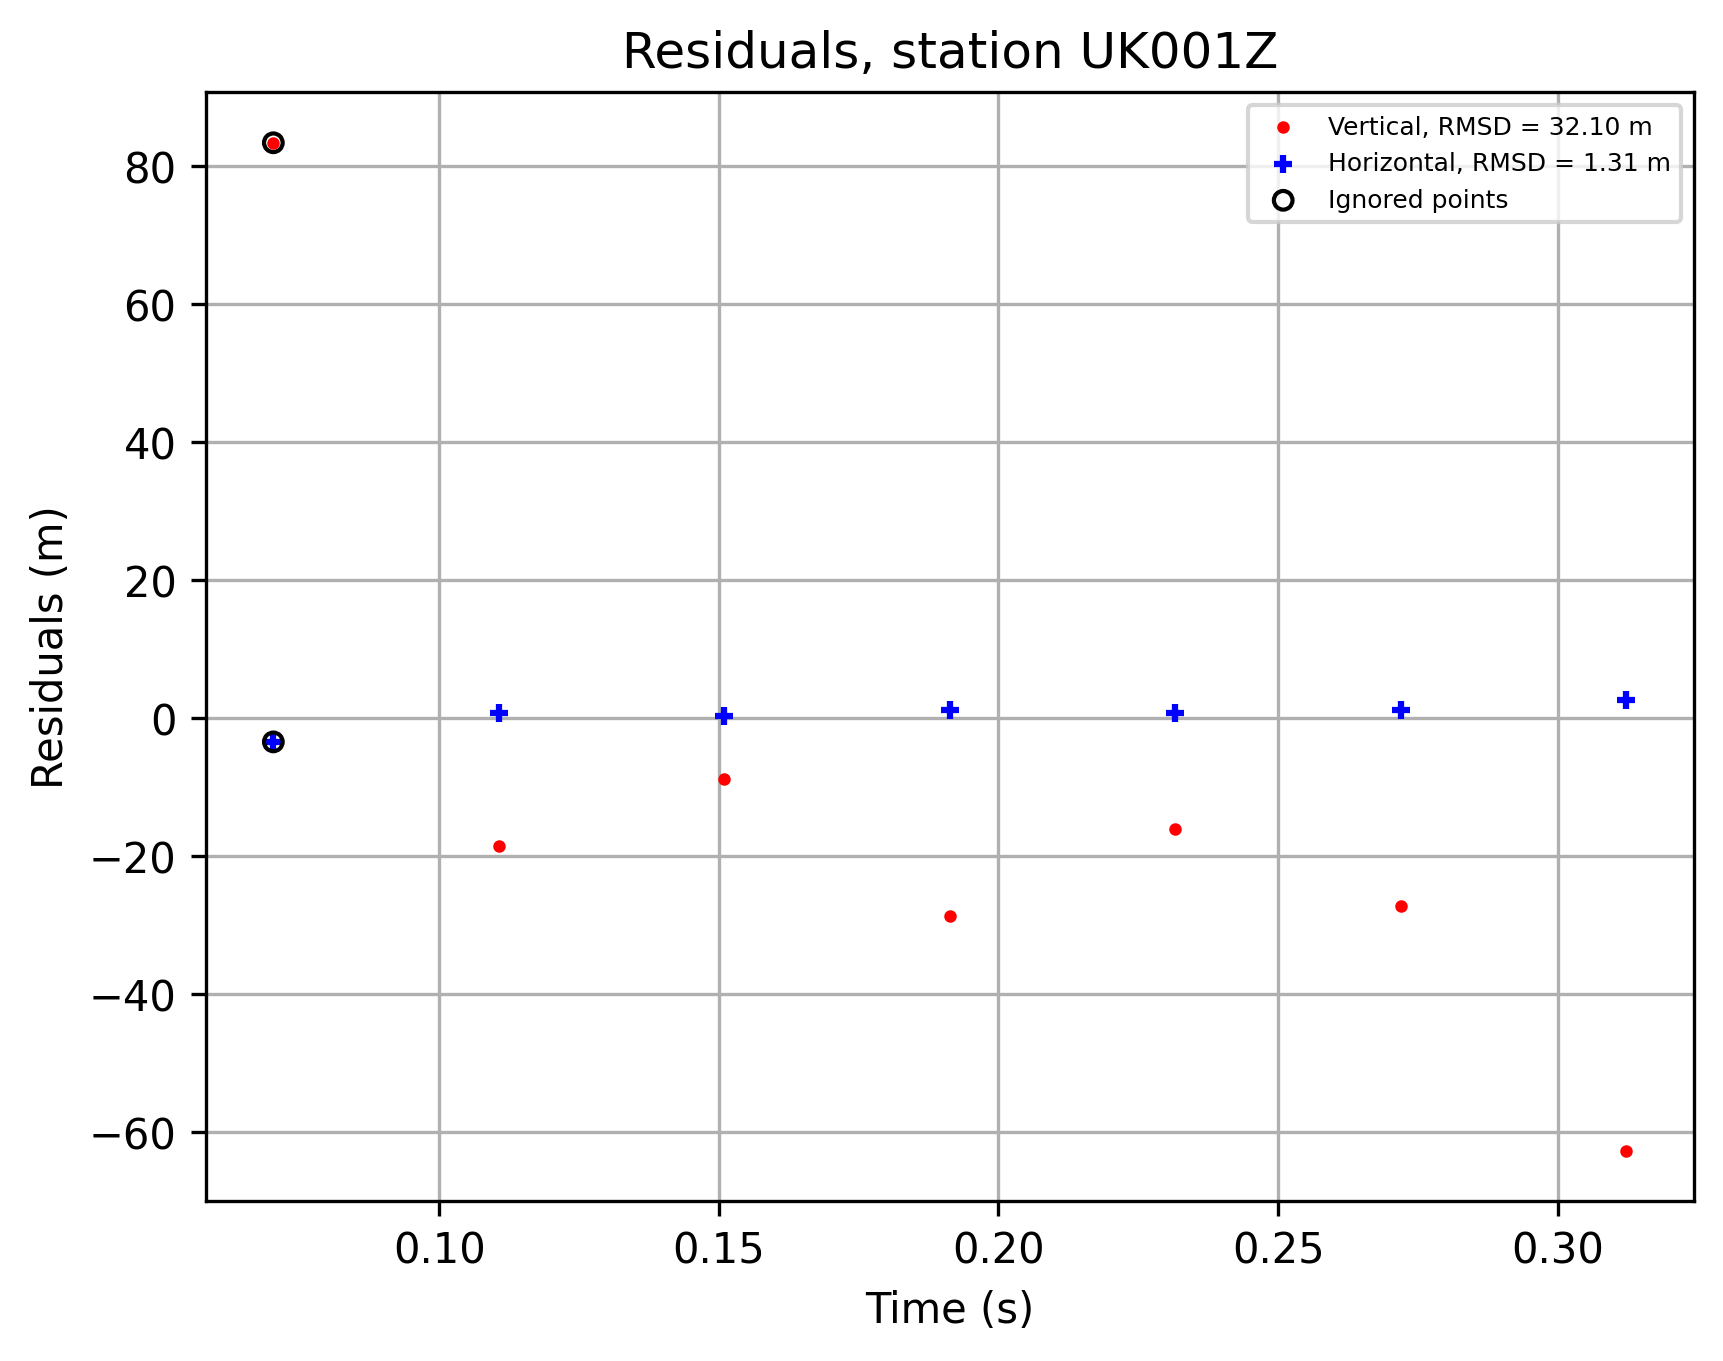 Residuals, station UK001Z
Vertical, RMSD = 32.10 m
Horizontal, RMSD = 1.31 m
Ignored points
80
60
40
20
0
−20
−40
−60
Residuals (m)
0.10 0.15 0.20 0.25 0.30
Time (s)